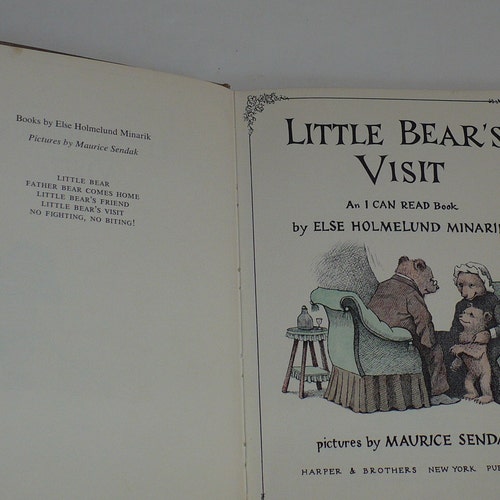 Books by Else Holmelund Minarik
Pictures by Maurice Sendak
LITTLE BEAR
FATHER BEAR COMES HOME
LITTLE BEAR'S FRIEND
LITTLE BEAR'S VISIT
NO FIGHTING, NO BITING!
LITTLE BEAR'S
VISIT
An I CAN READ Book
by ELSE HOLMELUND MINARIK
pictures by MAURICE SENDA
HARPER & BROTHERS NEW YORK PU